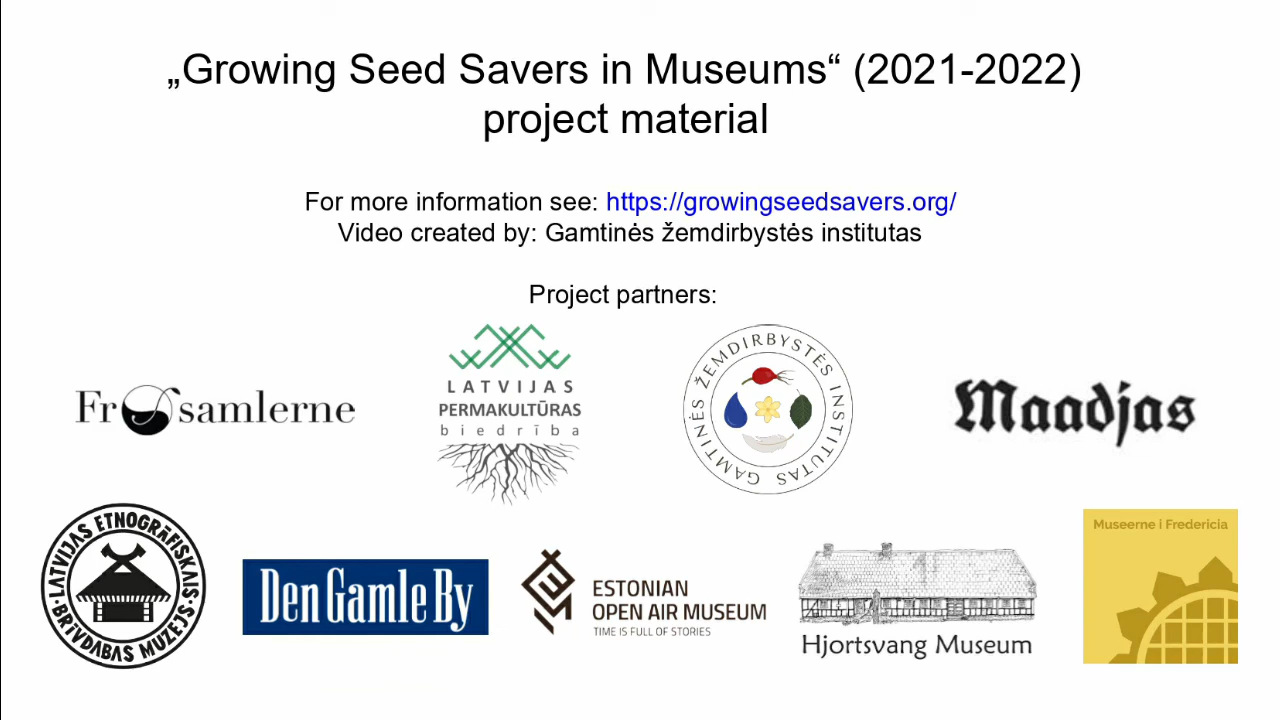 „Growing Seed Savers in Museums“ (2021-2022)
project material
For more information see: https://growingseedsavers.org/
Video created by: Gamtinės žemdirbystės institutas
Project partners:
Frøsamlerne
LATVIJAS
PERMAKULTŪRAS
biedrība
GAMTINĖS ŽEMDIRBYSTĖS INSTITUTAS
Maadjas
LATVIJAS ETNOGRĀFISKAIS
BRĪVDABAS MUZEJS
Den Gamle By
ESTONIAN
OPEN AIR MUSEUM
TIME IS FULL OF STORIES
Hjortsvang Museum
Museerne i Fredericia